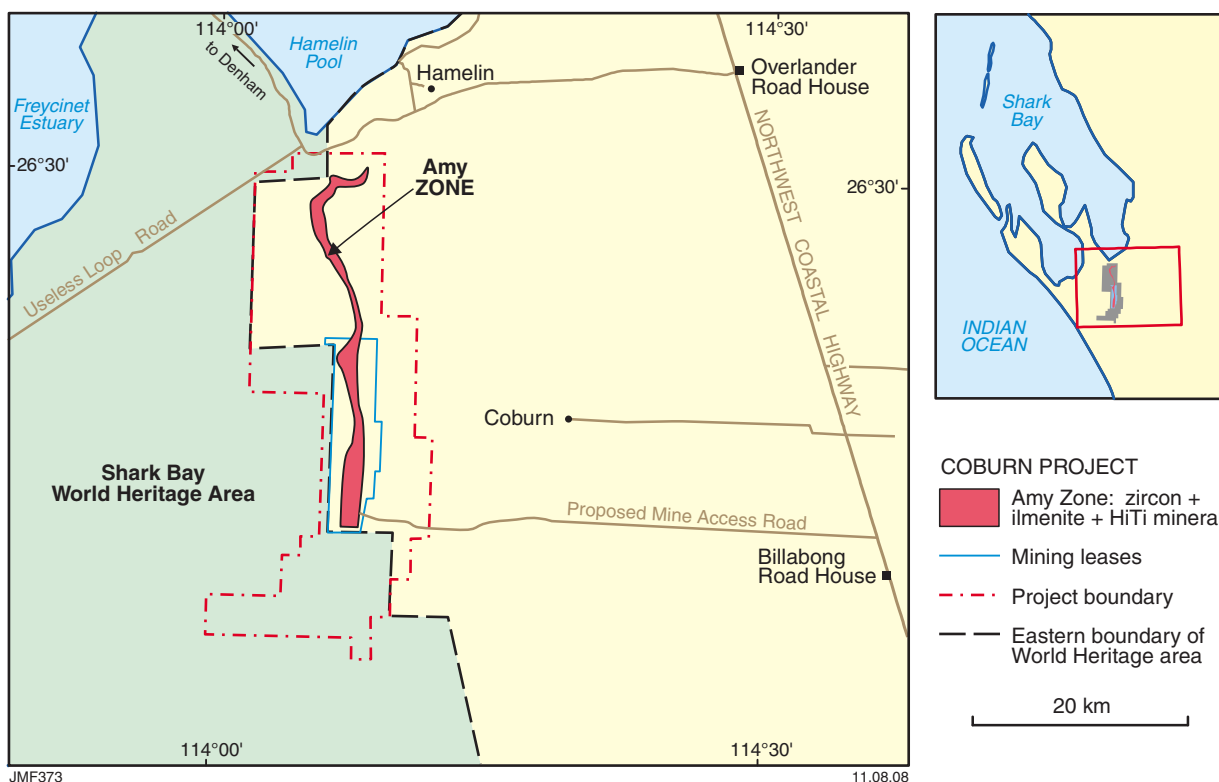 114°00'
114°30'
Hamelin
Pool
to Denham
Hamelin
Overlander
Road House
Freycinet
Estuary
26°30'
26°30'
Amy
ZONE
Useless Loop Road
NORTHWEST COASTAL HIGHWAY
Coburn
Shark Bay
World Heritage Area
Proposed Mine Access Road
Billabong
Road House
114°00'
114°30'
JMF373
11.08.08
Shark
Bay
INDIAN
OCEAN
COBURN PROJECT
Amy Zone: zircon +
ilmenite + HiTi minera
Mining leases
Project boundary
Eastern boundary of
World Heritage area
20 km